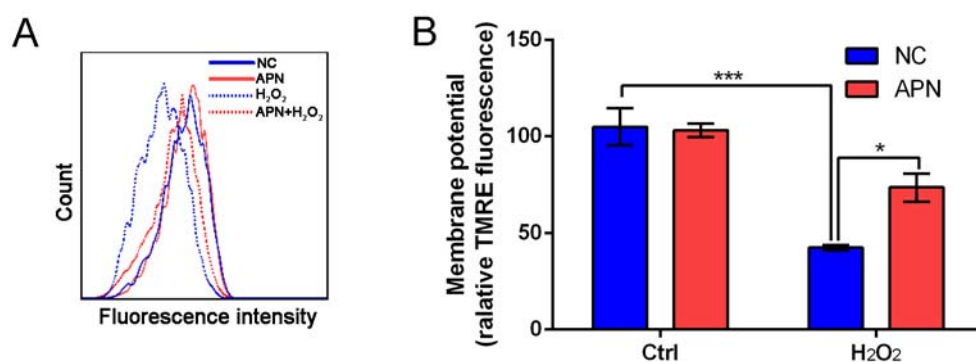 A
NC
APN
H₂O₂
APN+H₂O₂
Count
Fluorescence intensity
B
Membrane potential
(ralative TMRE fluorescence)
150
100
50
0
***
*
NC
APN
Ctrl
H₂O₂